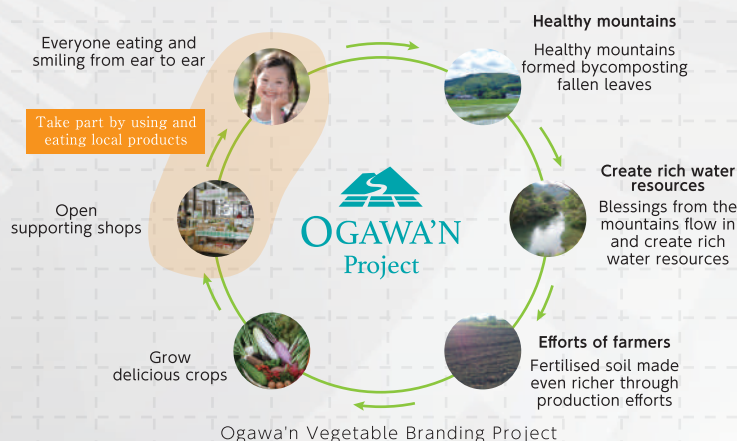 Healthy mountains
Healthy mountains
formed bycomposting
fallen leaves
Create rich water
resources
Blessings from the
mountains flow in
and create rich
water resources
Efforts of farmers
Fertilised soil made
even richer through
production efforts
Grow
delicious crops
Open
supporting shops
Take part by using and
eating local products
Everyone eating and
smiling from ear to ear
OGAWA'N
Project
Ogawa'n Vegetable Branding Project